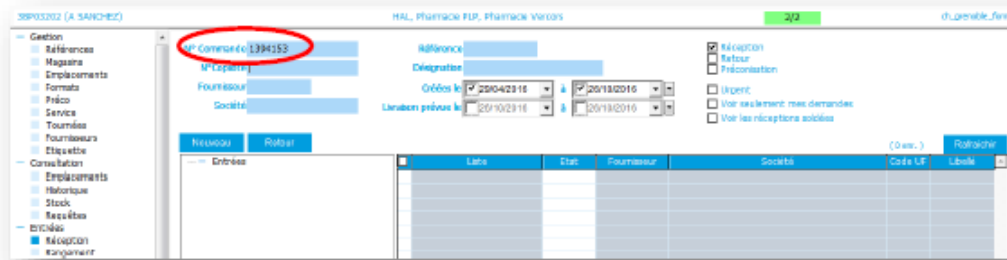 38P03202 (A SANCHEZ)
HAL, Pharmacie PLP, Pharmacie Vercors
2/2
ch_grenoble_
Gestion
Références
Magasins
Emplacements
Formats
Préco
Service
Tournées
Fournisseurs
Etiquette
Consultation
Emplacements
Historique
Stock
Requêtes
Entrées
Réception
Rangement
N° Commande 1394153
N°Copiette
Fournisseur
Société
Référence
Désignation
Créées le 29/04/2016 à 26/10/2016
Livraison prévue le 26/10/2016 à 26/10/2016
Réception
Retour
Préconisation
Urgent
Voir seulement mes demandes
Voir les réceptions soldées
Nouveau
Retour
Rafraichir
Entrées
Liste
Etat
Fournisseur
Société
Code UF
Libellé